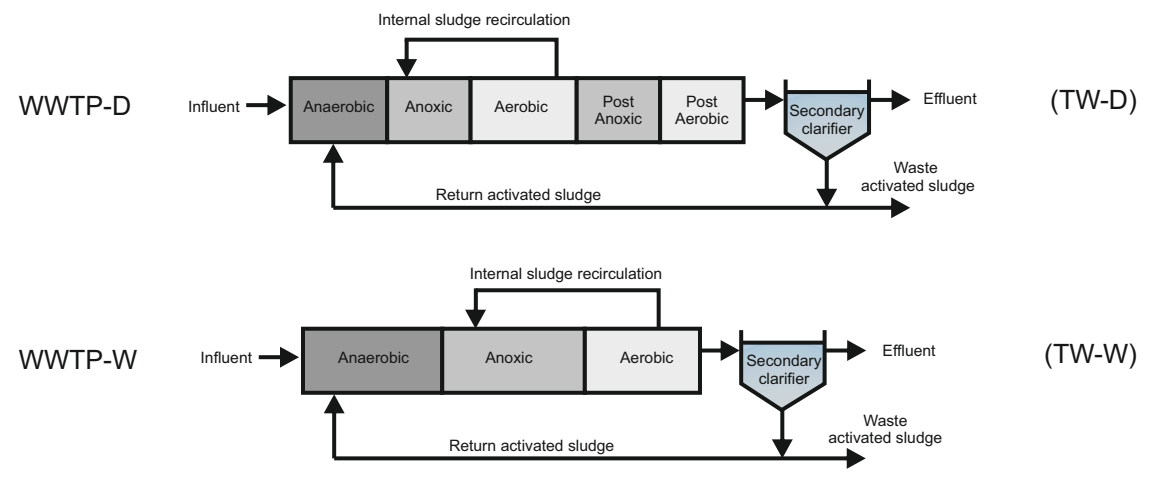 Internal sludge recirculation
WWTP-D
Influent
Anaerobic
Anoxic
Aerobic
Post
Anoxic
Post
Aerobic
Secondary
clarifier
Effluent
(TW-D)
Waste
activated sludge
Return activated sludge
Internal sludge recirculation
WWTP-W
Influent
Anaerobic
Anoxic
Aerobic
Secondary
clarifier
Effluent
(TW-W)
Waste
activated sludge
Return activated sludge